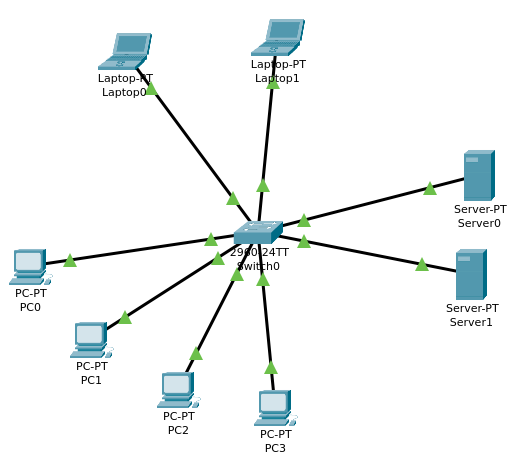 Laptop-PT
Laptop0
Laptop-PT
Laptop1
Server-PT
Server0
2960-24TT
Switch0
Server-PT
Server1
PC-PT
PC0
PC-PT
PC1
PC-PT
PC2
PC-PT
PC3